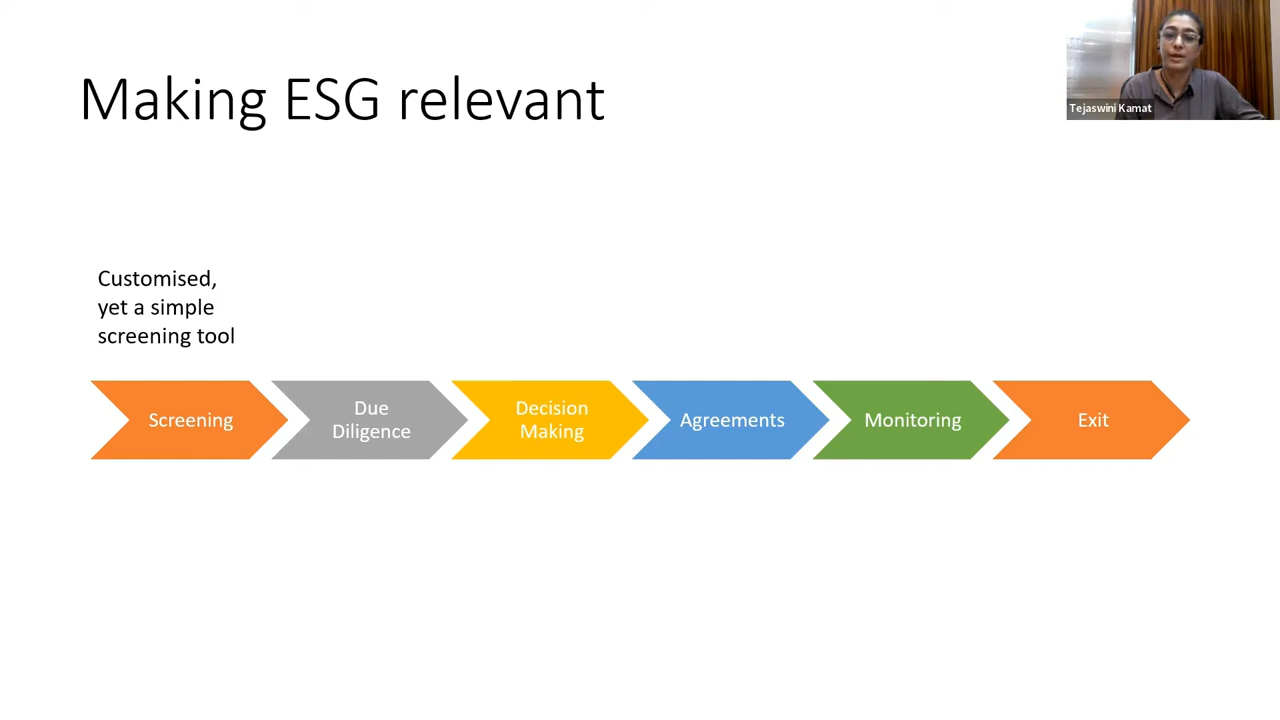 Making ESG relevant
Tejaswini Kamat
Customised,
yet a simple
screening tool
Screening
Due
Diligence
Decision
Making
Agreements
Monitoring
Exit